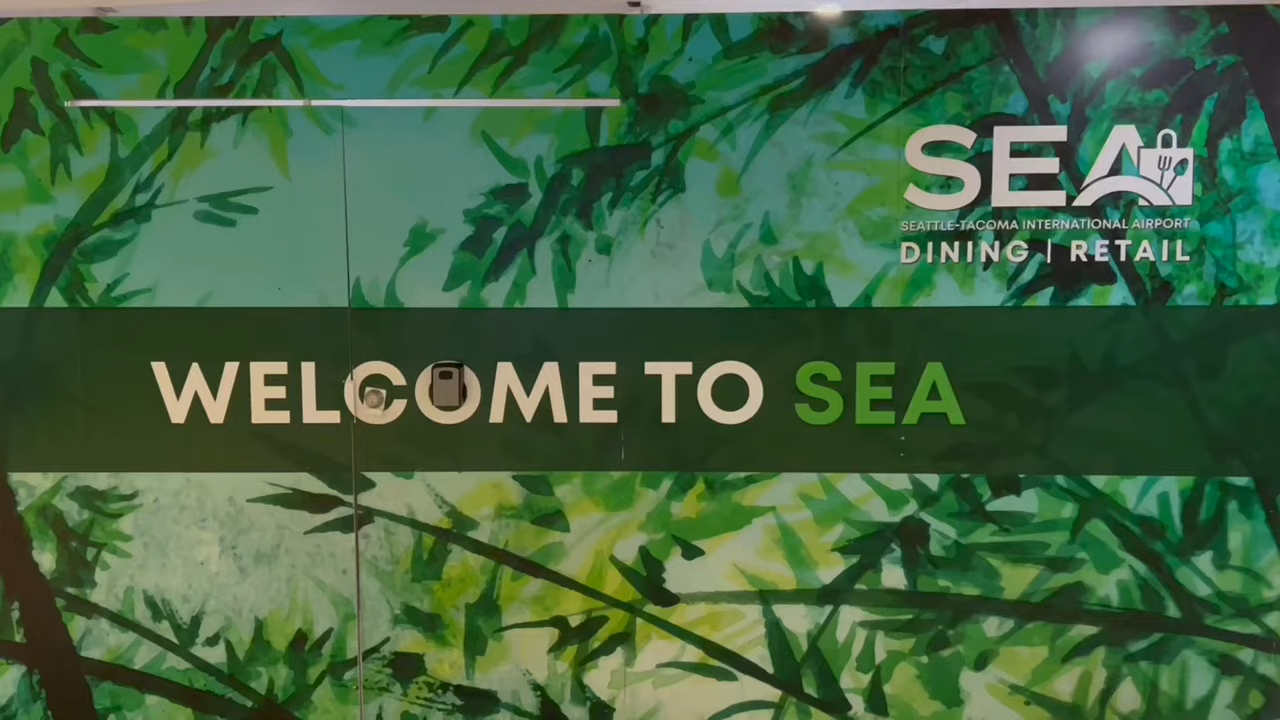 SEA
SEATTLE-TACOMA INTERNATIONAL AIRPORT
DINING | RETAIL
WELCOME TO SEA